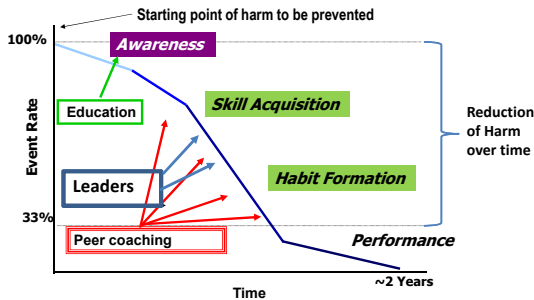 Starting point of harm to be prevented
100%
Awareness
Education
Skill Acquisition
Event Rate
Reduction
of Harm
over time
Leaders
Habit Formation
33%
Peer coaching
Performance
~2 Years
Time